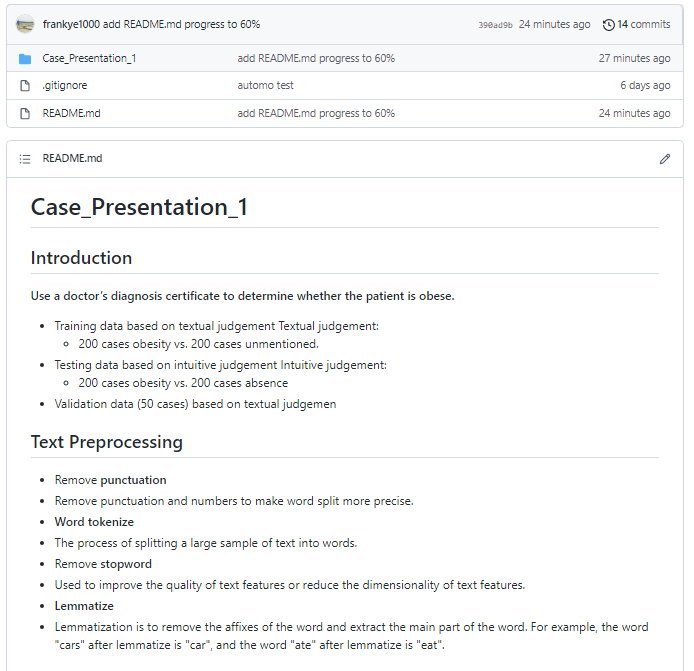 frankye1000 add README.md progress to 60% 390ad9b 24 minutes ago 14 commits
Case_Presentation_1 add README.md progress to 60% 27 minutes ago
.gitignore automo test 6 days ago
README.md add README.md progress to 60% 24 minutes ago
README.md
Case_Presentation_1
Introduction
Use a doctor's diagnosis certificate to determine whether the patient is obese.
Training data based on textual judgement Textual judgement:
200 cases obesity vs. 200 cases unmentioned.
Testing data based on intuitive judgement Intuitive judgement:
200 cases obesity vs. 200 cases absence
Validation data (50 cases) based on textual judgemen
Text Preprocessing
Remove punctuation
Remove punctuation and numbers to make word split more precise.
Word tokenize
The process of splitting a large sample of text into words.
Remove stopword
Used to improve the quality of text features or reduce the dimensionality of text features.
Lemmatize
Lemmatization is to remove the affixes of the word and extract the main part of the word. For example, the word
"cars" after lemmatize is "car", and the word "ate" after lemmatize is "eat".